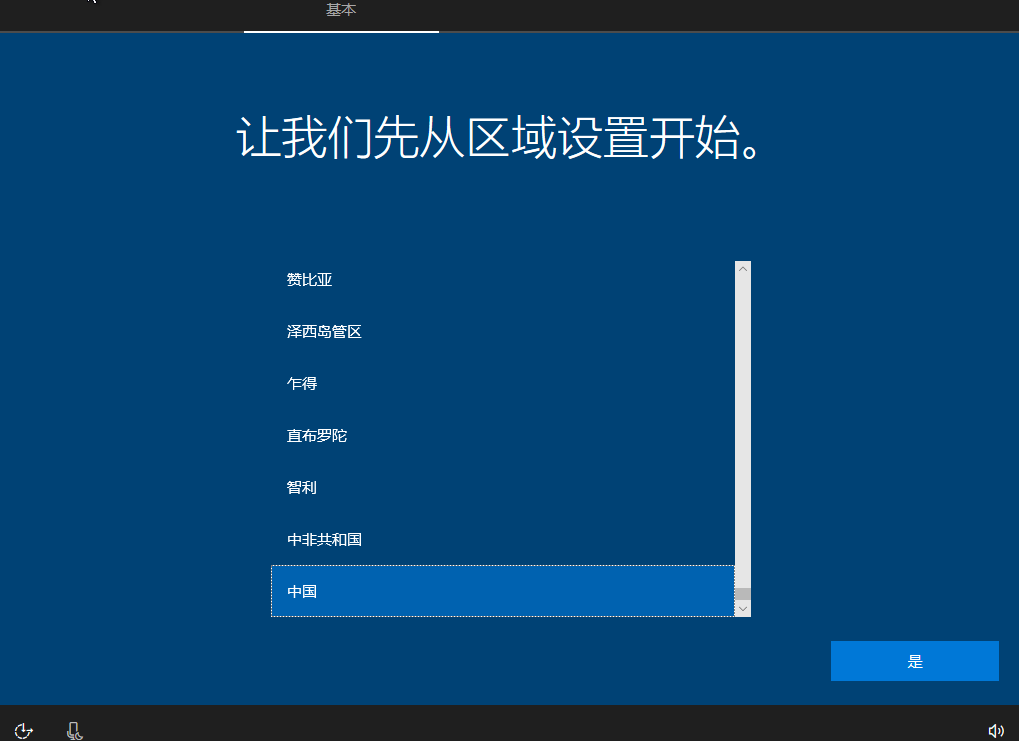 基本
让我们先从区域设置开始。
赞比亚
泽西岛管区
乍得
直布罗陀
智利
中非共和国
中国
是